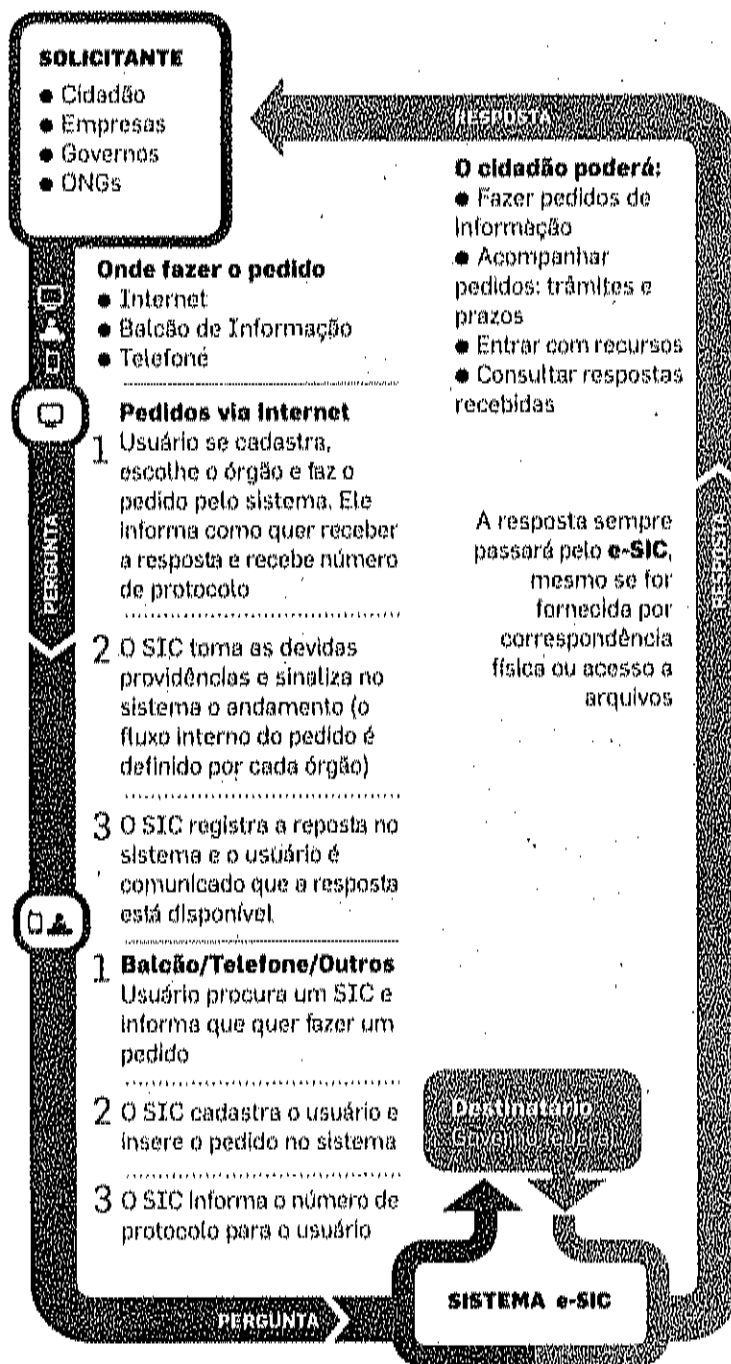 SOLICITANTE
● Cidadão
● Empresas
● Governos
● ONGs
RESPOSTA
O cidadão poderá:
● Fazer pedidos de
informação
● Acompanhar
pedidos: trâmites e
prazos
● Entrar com recursos
● Consultar respostas
recebidas
Onde fazer o pedido
● Internet
● Balcão de Informação
● Telefone
Pedidos via Internet
1 Usuário se cadastra,
escolhe o órgão e faz o
pedido pelo sistema. Ele
informa como quer receber
a resposta e recebe número
de protocolo
PERGUNTA
A resposta sempre
passará pelo e-SIC,
mesmo se for
fornecida por
correspondência
física ou acesso a
arquivos
RESPOSTA
2 O SIC toma as devidas
providências e sinaliza no
sistema o andamento (o
fluxo interno do pedido é
definido por cada órgão)
3 O SIC registra a reposta no
sistema e o usuário é
comunicado que a resposta
está disponível
1 Balcão/Telefone/Outros
Usuário procura um SIC e
informa que quer fazer um
pedido
2 O SIC cadastra o usuário e
insere o pedido no sistema
3 O SIC informa o número de
protocolo para o usuário
Destinatário
Governo federal
SISTEMA e-SIC
PERGUNTA